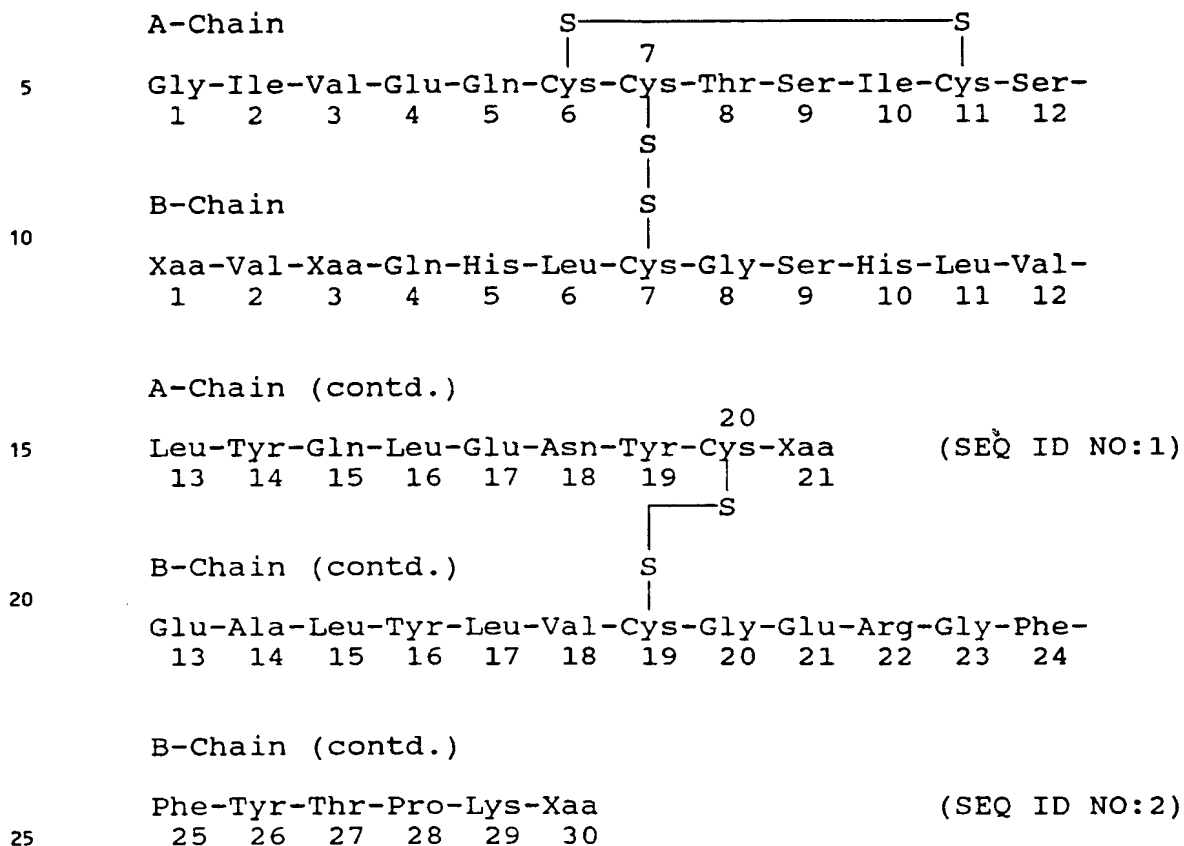 A-Chain
S S
7
5 Gly-Ile-Val-Glu-Gln-Cys-Cys-Thr-Ser-Ile-Cys-Ser-
1 2 3 4 5 6 8 9 10 11 12
S
B-Chain S
10
Xaa-Val-Xaa-Gln-His-Leu-Cys-Gly-Ser-His-Leu-Val-
1 2 3 4 5 6 7 8 9 10 11 12
A-Chain (contd.)
20
15 Leu-Tyr-Gln-Leu-Glu-Asn-Tyr-Cys-Xaa (SEQ ID NO:1)
13 14 15 16 17 18 19 21
S
B-Chain (contd.) S
20
Glu-Ala-Leu-Tyr-Leu-Val-Cys-Gly-Glu-Arg-Gly-Phe-
13 14 15 16 17 18 19 20 21 22 23 24
B-Chain (contd.)
Phe-Tyr-Thr-Pro-Lys-Xaa (SEQ ID NO:2)
25 25 26 27 28 29 30